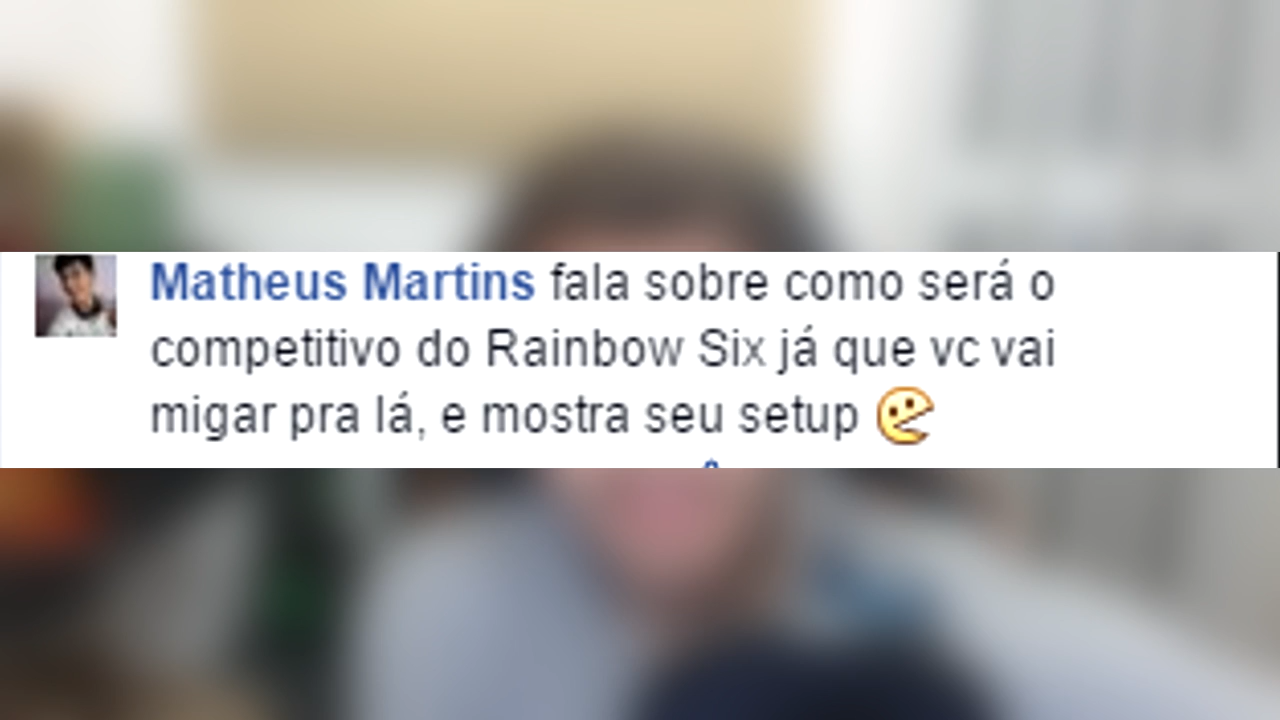 Matheus Martins fala sobre como será o
competitivo do Rainbow Six já que vc vai
migar pra lá, e mostra seu setup